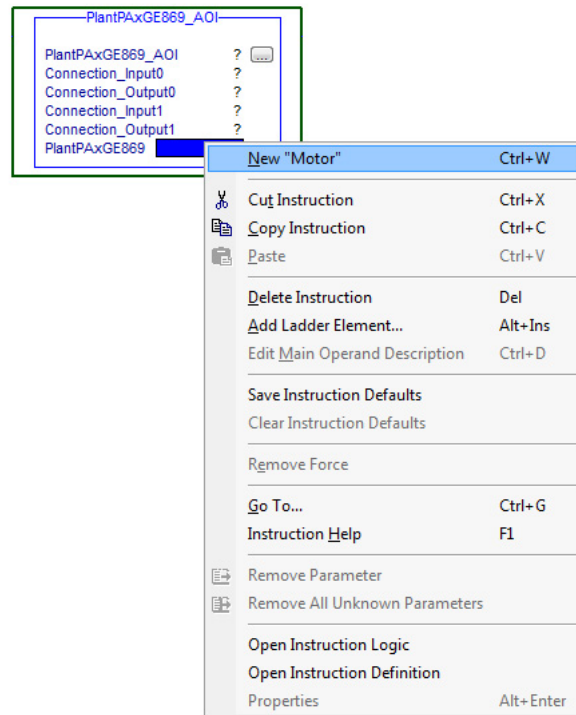 PlantPAxGE869_AOI
PlantPAxGE869_AOI ? ...
Connection_Input0 ?
Connection_Output0 ?
Connection_Input1 ?
Connection_Output1 ?
PlantPAxGE869
New "Motor" Ctrl+W
Cut Instruction Ctrl+X
Copy Instruction Ctrl+C
Paste Ctrl+V
Delete Instruction Del
Add Ladder Element... Alt+Ins
Edit Main Operand Description Ctrl+D
Save Instruction Defaults
Clear Instruction Defaults
Remove Force
Go To... Ctrl+G
Instruction Help F1
Remove Parameter
Remove All Unknown Parameters
Open Instruction Logic
Open Instruction Definition
Properties Alt+Enter